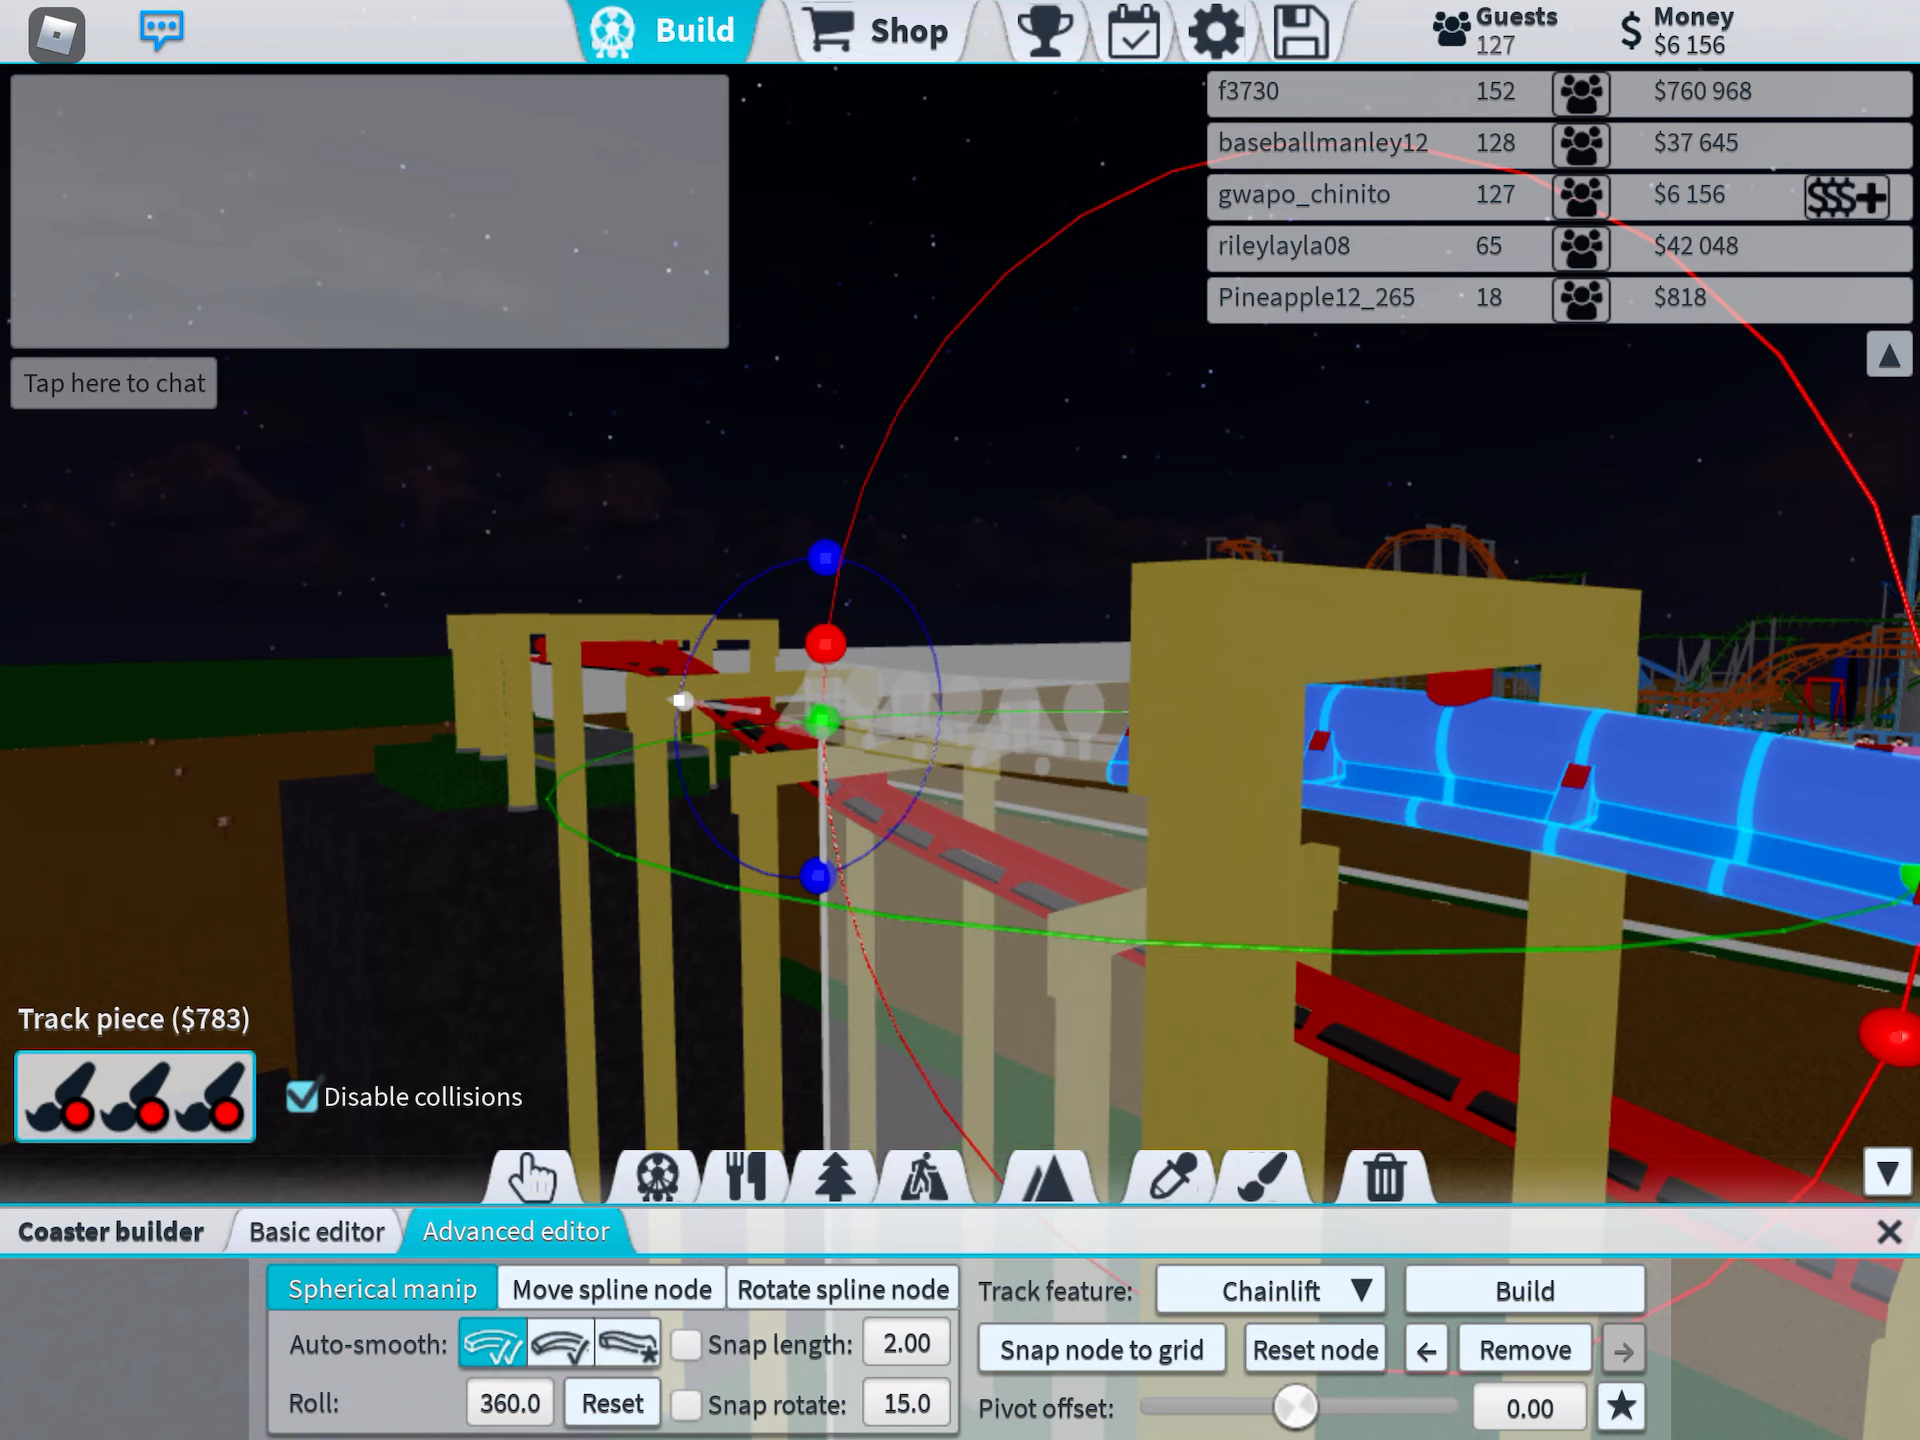 Build
Shop
Guests
127
Money
$6 156
f3730 152 $760 968
baseballmanley12 128 $37 645
gwapo_chinito 127 $6 156 $$$+
rileylayla08 65 $42 048
Pineapple12_265 18 $818
Tap here to chat
Track piece ($783)
Disable collisions
Coaster builder Basic editor Advanced editor
Spherical manip Move spline node Rotate spline node Track feature: Chainlift ▼ Build
Auto-smooth: Snap length: 2.00 Snap node to grid Reset node ← Remove →
Roll: 360.0 Reset Snap rotate: 15.0 Pivot offset: 0.00